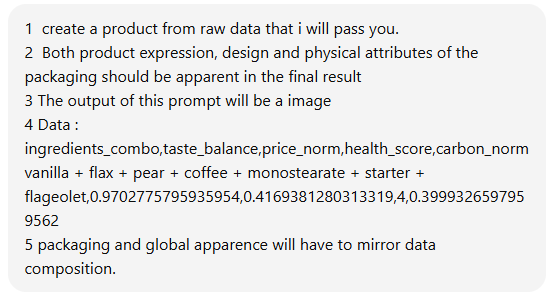 1  create a product from raw data that i will pass you.
2  Both product expression, design and physical attributes of the
packaging should be apparent in the final result
3 The output of this prompt will be a image
4 Data :
ingredients_combo,taste_balance,price_norm,health_score,carbon_norm
vanilla + flax + pear + coffee + monostearate + starter +
flageolet,0.9702775795935954,0.4169381280313319,4,0.399932659795
9562
5 packaging and global apparence will have to mirror data
composition.